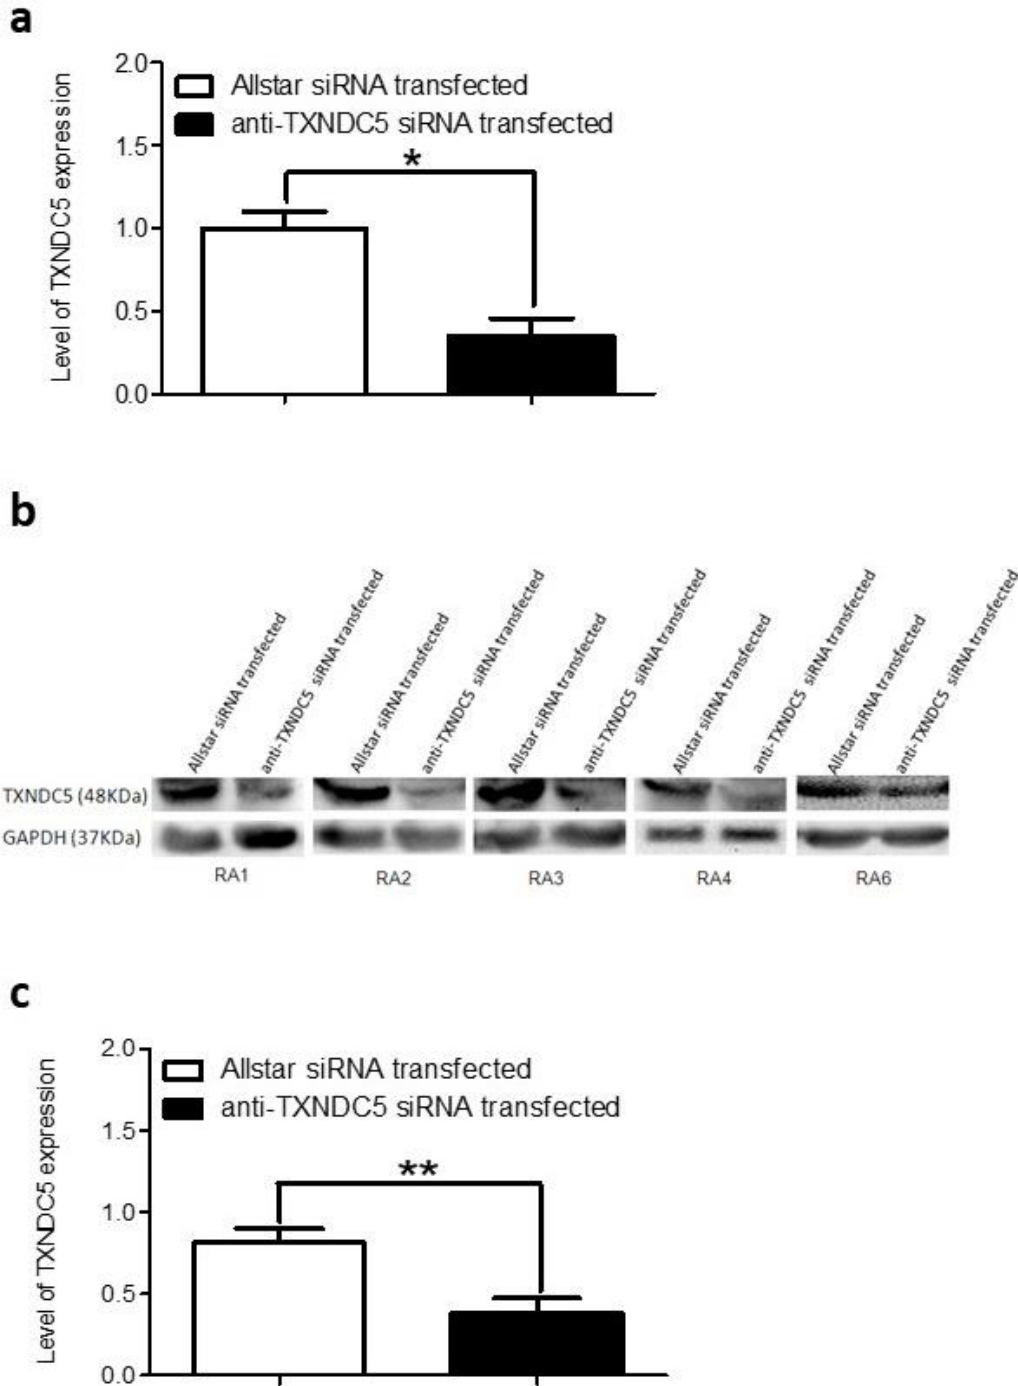 a
Level of TXNDC5 expression
2.0
1.5
1.0
0.5
0.0
Allstar siRNA transfected
anti-TXNDC5 siRNA transfected
*
b
Allstar siRNA transfected
anti-TXNDC5 siRNA transfected
Allstar siRNA transfected
anti-TXNDC5 siRNA transfected
Allstar siRNA transfected
anti-TXNDC5 siRNA transfected
Allstar siRNA transfected
anti-TXNDC5 siRNA transfected
Allstar siRNA transfected
anti-TXNDC5 siRNA transfected
TXNDC5 (48KDa)
GAPDH (37KDa)
RA1 RA2 RA3 RA4 RA6
c
Level of TXNDC5 expression
2.0
1.5
1.0
0.5
0.0
Allstar siRNA transfected
anti-TXNDC5 siRNA transfected
**